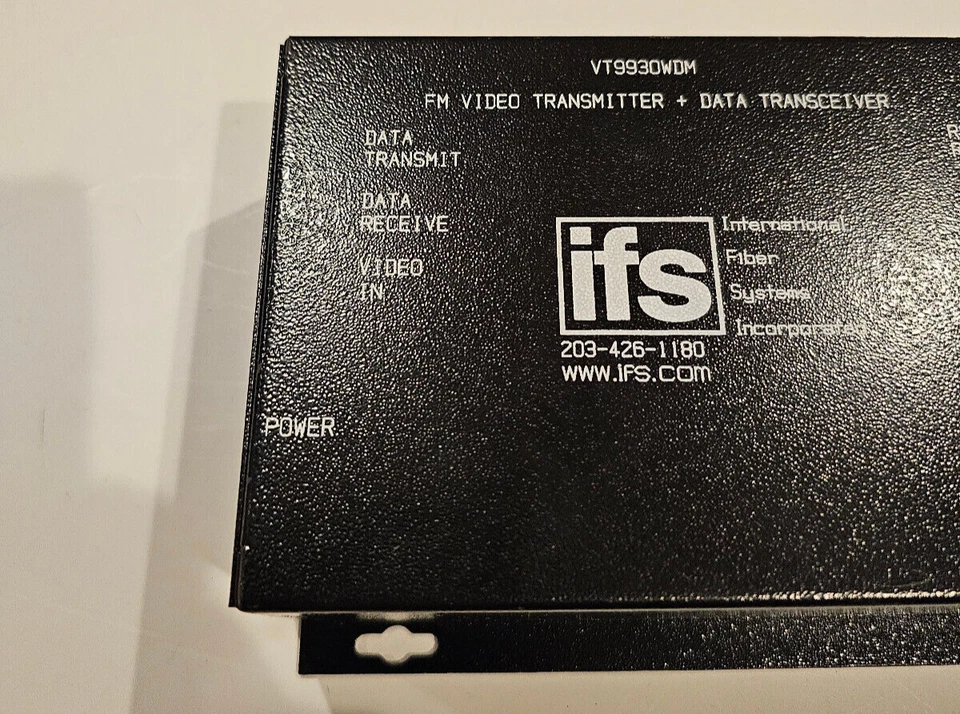 VT9930WDM
FM VIDEO TRANSMITTER + DATA TRANSCEIVER
DATA
TRANSMIT
DATA
RECEIVE
VIDEO
IN
ifs
International
Fiber
Systems
Incorporated
203-426-1180
www.ifs.com
POWER